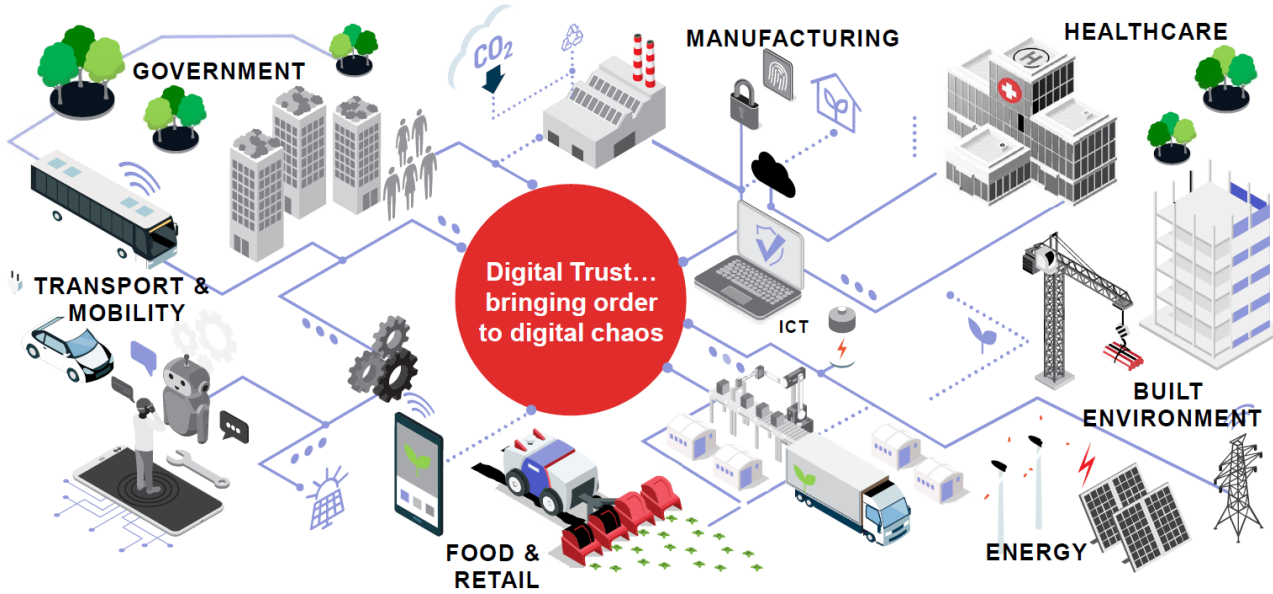 GOVERNMENT
CO2
MANUFACTURING
HEALTHCARE
H
TRANSPORT &
MOBILITY
Digital Trust...
bringing order
to digital chaos
ICT
BUILT
ENVIRONMENT
FOOD &
RETAIL
ENERGY